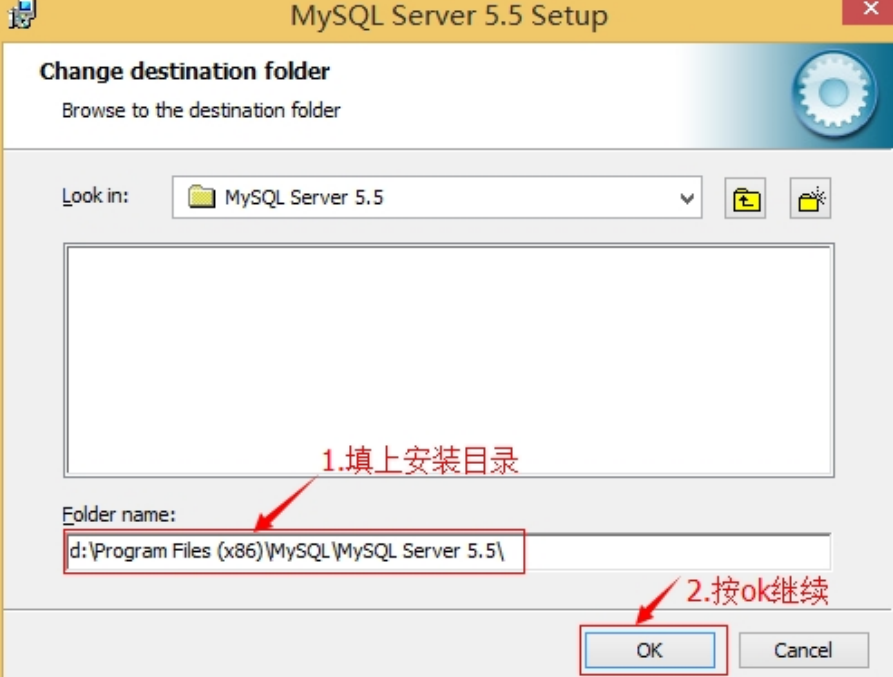 MySQL Server 5.5 Setup
Change destination folder
Browse to the destination folder
Look in:
MySQL Server 5.5
1.填上安装目录
Folder name:
d:\Program Files (x86)\MySQL\MySQL Server 5.5\
2.按ok继续
OK
Cancel